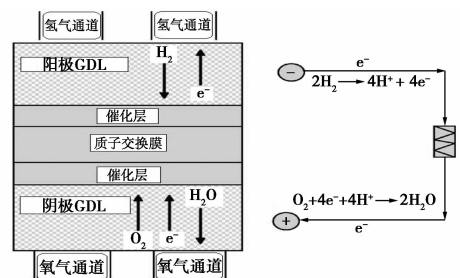 氢气通道 氢气通道
阳极GDL
H₂
e⁻
催化层
质子交换膜
催化层
阴极GDL
H₂O
O₂
e⁻
氧气通道 氧气通道
e⁻
−
2H₂→4H⁺+4e⁻
O₂+4e⁻+4H⁺→2H₂O
+
e⁻